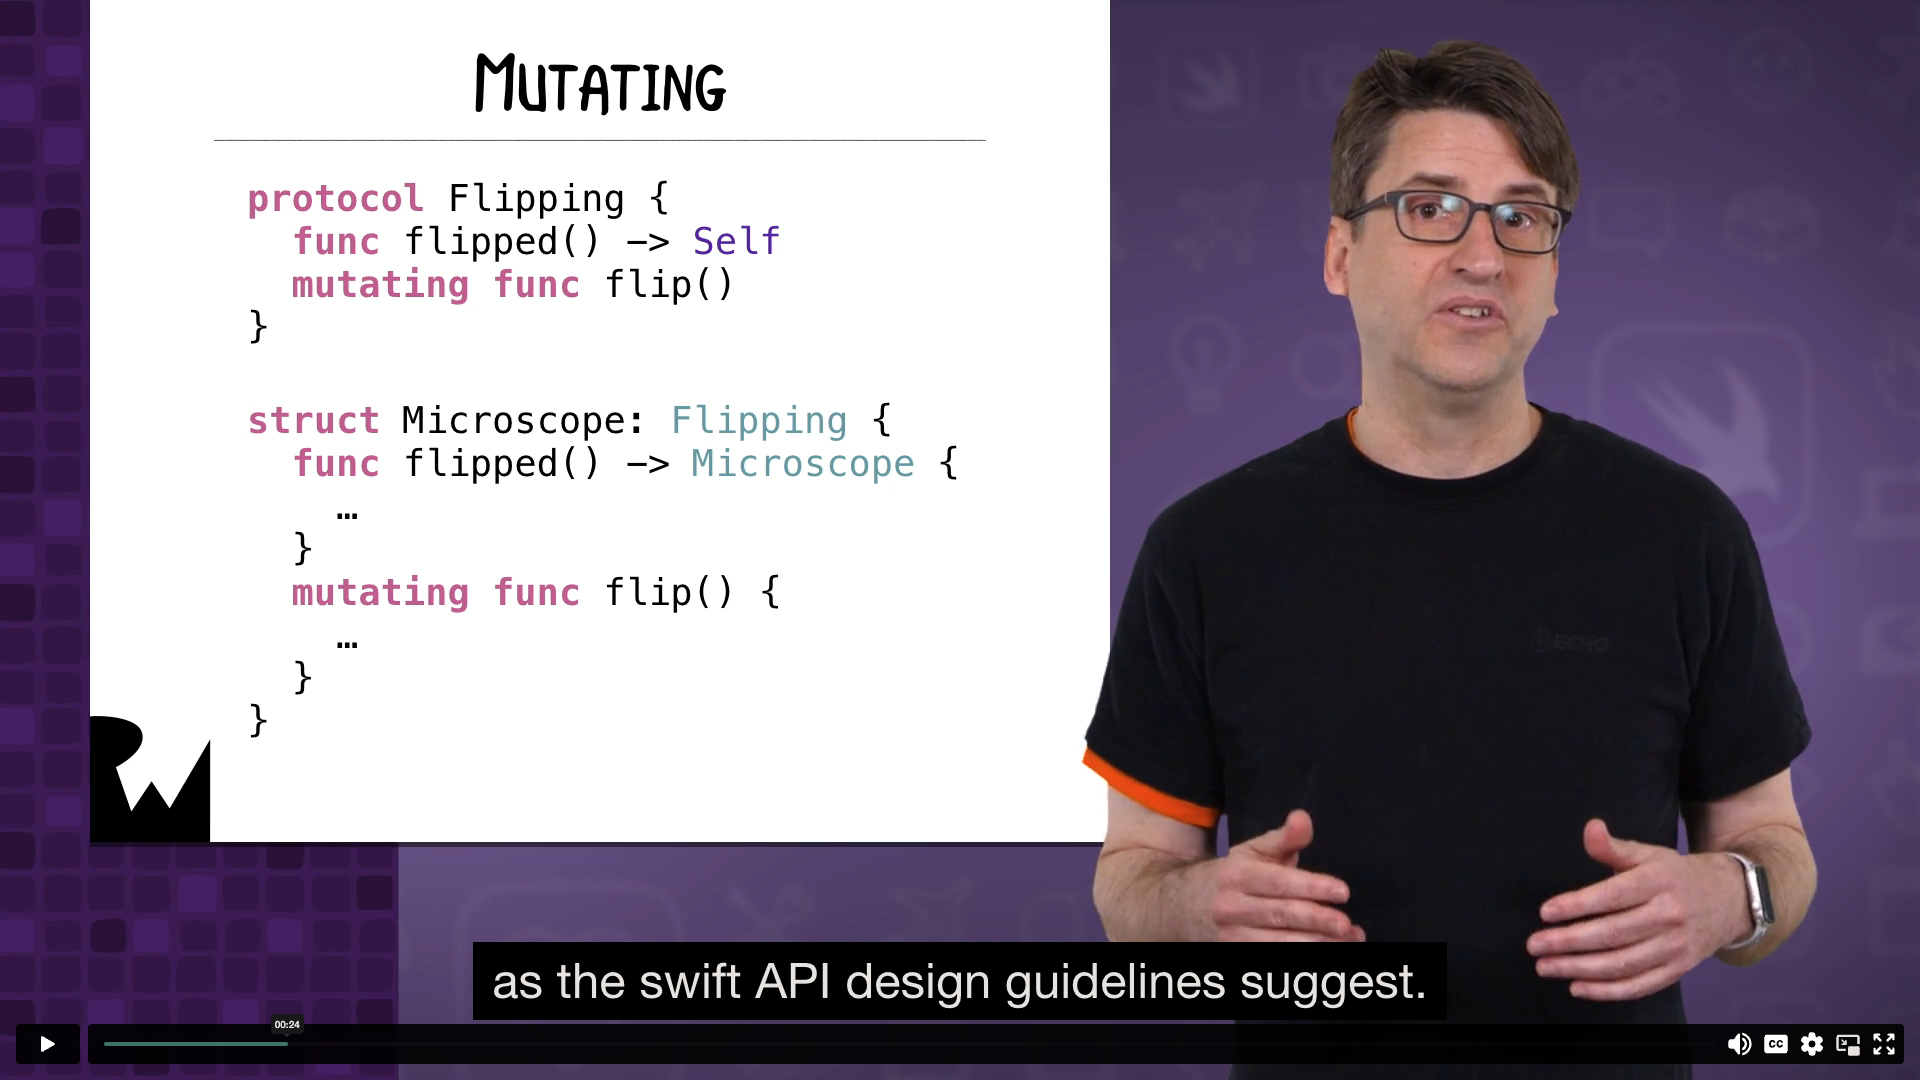 MUTATING
protocol Flipping {
  func flipped() –> Self
  mutating func flip()
}
struct Microscope: Flipping {
  func flipped() –> Microscope {
    …
  }
  mutating func flip() {
    …
  }
}
RW
ECHO
as the swift API design guidelines suggest.
00:24
CC